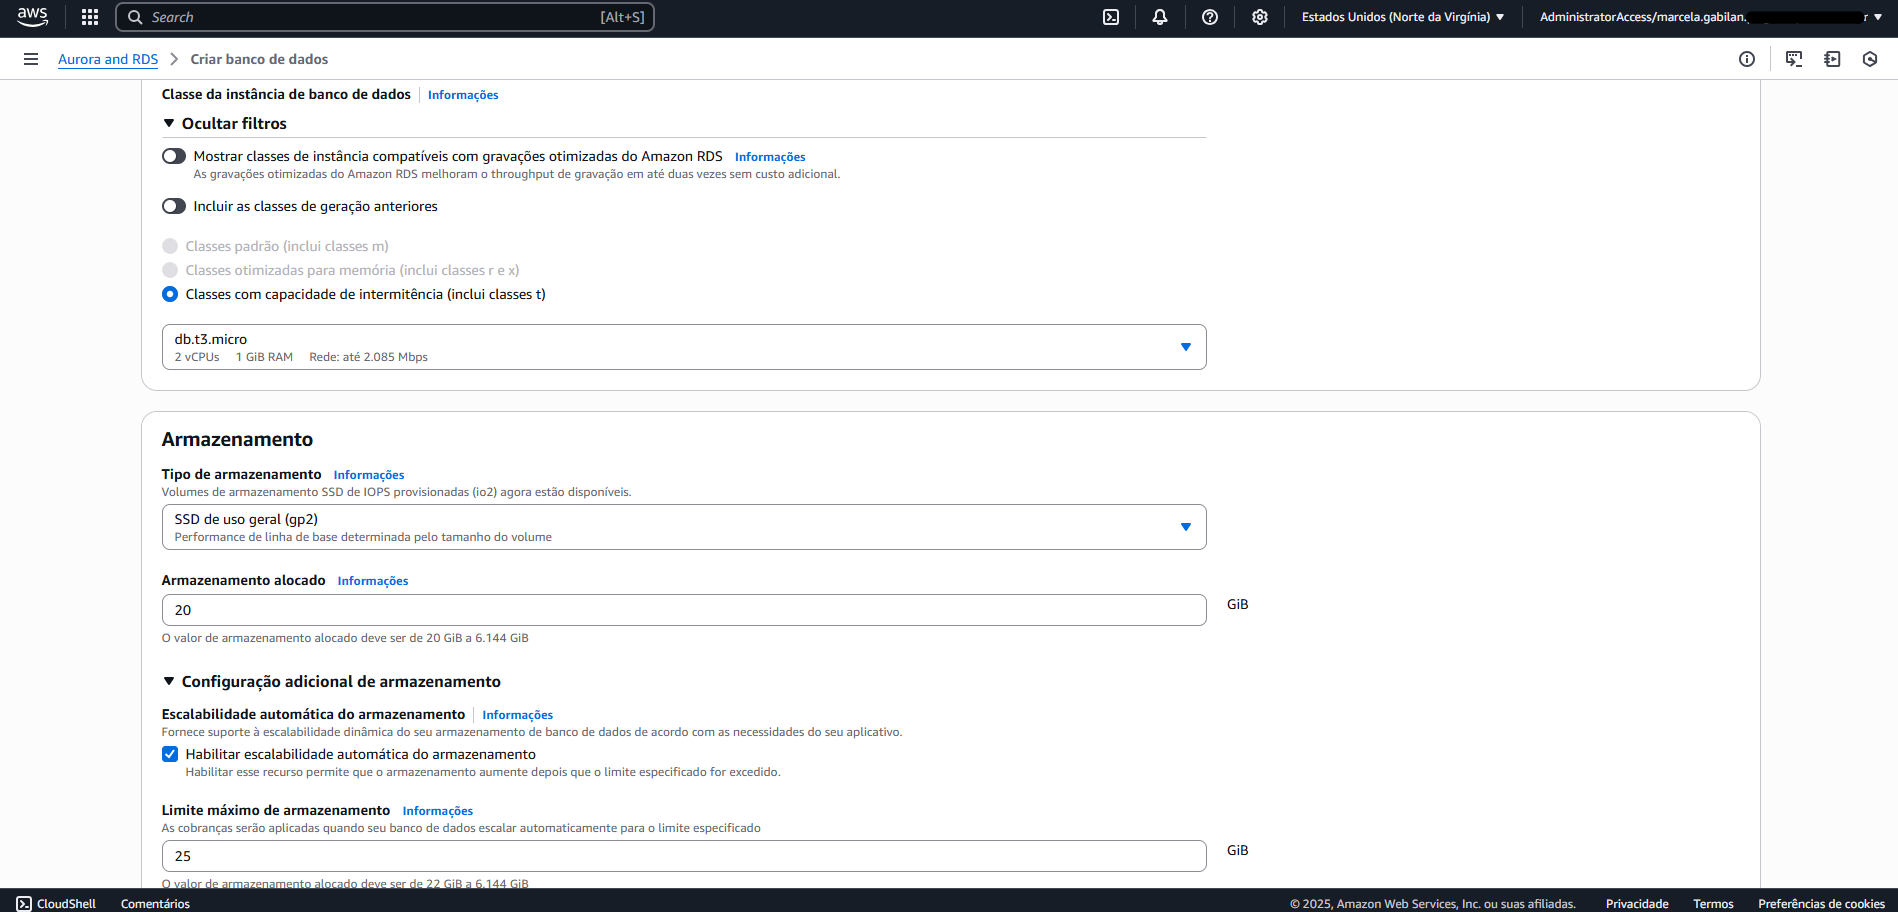 aws
Search
[Alt+S]
Estados Unidos (Norte da Virgínia)
AdministratorAccess/marcela.gabilan.
r
Aurora and RDS
Criar banco de dados
Classe da instância de banco de dados
Informações
Ocultar filtros
Mostrar classes de instância compatíveis com gravações otimizadas do Amazon RDS
Informações
As gravações otimizadas do Amazon RDS melhoram o throughput de gravação em até duas vezes sem custo adicional.
Incluir as classes de geração anteriores
Classes padrão (inclui classes m)
Classes otimizadas para memória (inclui classes r e x)
Classes com capacidade de intermitência (inclui classes t)
db.t3.micro
2 vCPUs 1 GiB RAM Rede: até 2.085 Mbps
Armazenamento
Tipo de armazenamento
Informações
Volumes de armazenamento SSD de IOPS provisionadas (io2) agora estão disponíveis.
SSD de uso geral (gp2)
Performance de linha de base determinada pelo tamanho do volume
Armazenamento alocado
Informações
20
GiB
O valor de armazenamento alocado deve ser de 20 GiB a 6.144 GiB
Configuração adicional de armazenamento
Escalabilidade automática do armazenamento
Informações
Fornece suporte à escalabilidade dinâmica do seu armazenamento de banco de dados de acordo com as necessidades do seu aplicativo.
Habilitar escalabilidade automática do armazenamento
Habilitar esse recurso permite que o armazenamento aumente depois que o limite especificado for excedido.
Limite máximo de armazenamento
Informações
As cobranças serão aplicadas quando seu banco de dados escalar automaticamente para o limite especificado
25
GiB
O valor de armazenamento alocado deve ser de 22 GiB a 6.144 GiB
CloudShell
Comentários
© 2025, Amazon Web Services, Inc. ou suas afiliadas.
Privacidade
Termos
Preferências de cookies